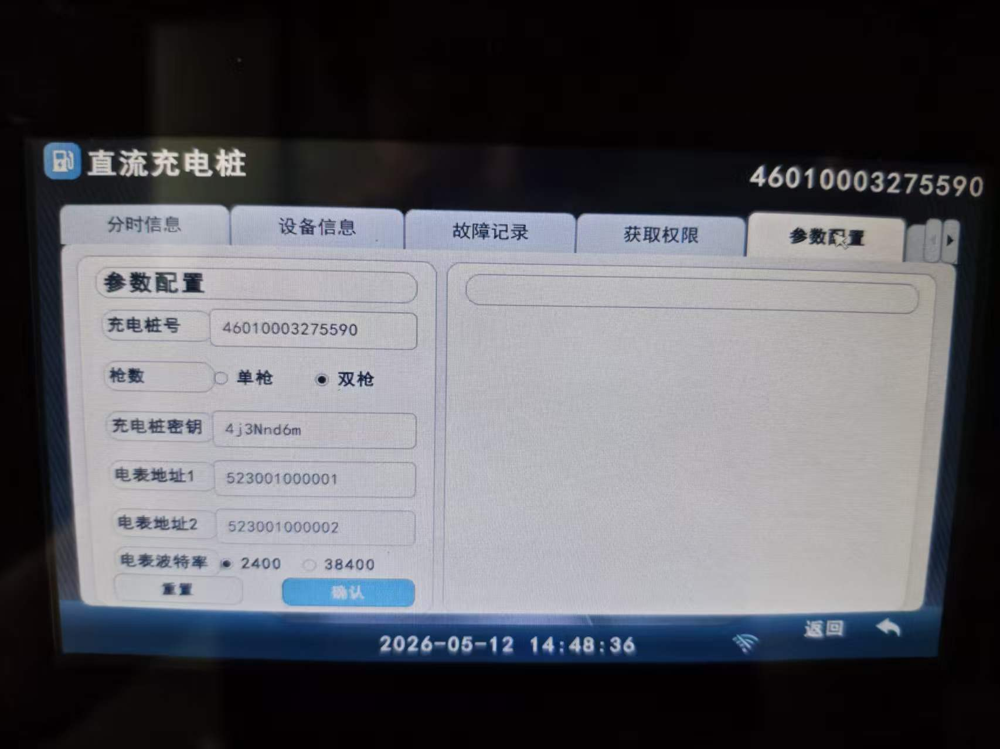 直流充电桩
46010003275590
分时信息 设备信息 故障记录 获取权限 参数配置
参数配置
充电桩号 46010003275590
枪数 单枪 双枪
充电桩密钥 4j3Nnd6m
电表地址1 523001000001
电表地址2 523001000002
电表波特率 2400 38400
重置 确认
返回
2026-05-12 14:48:36